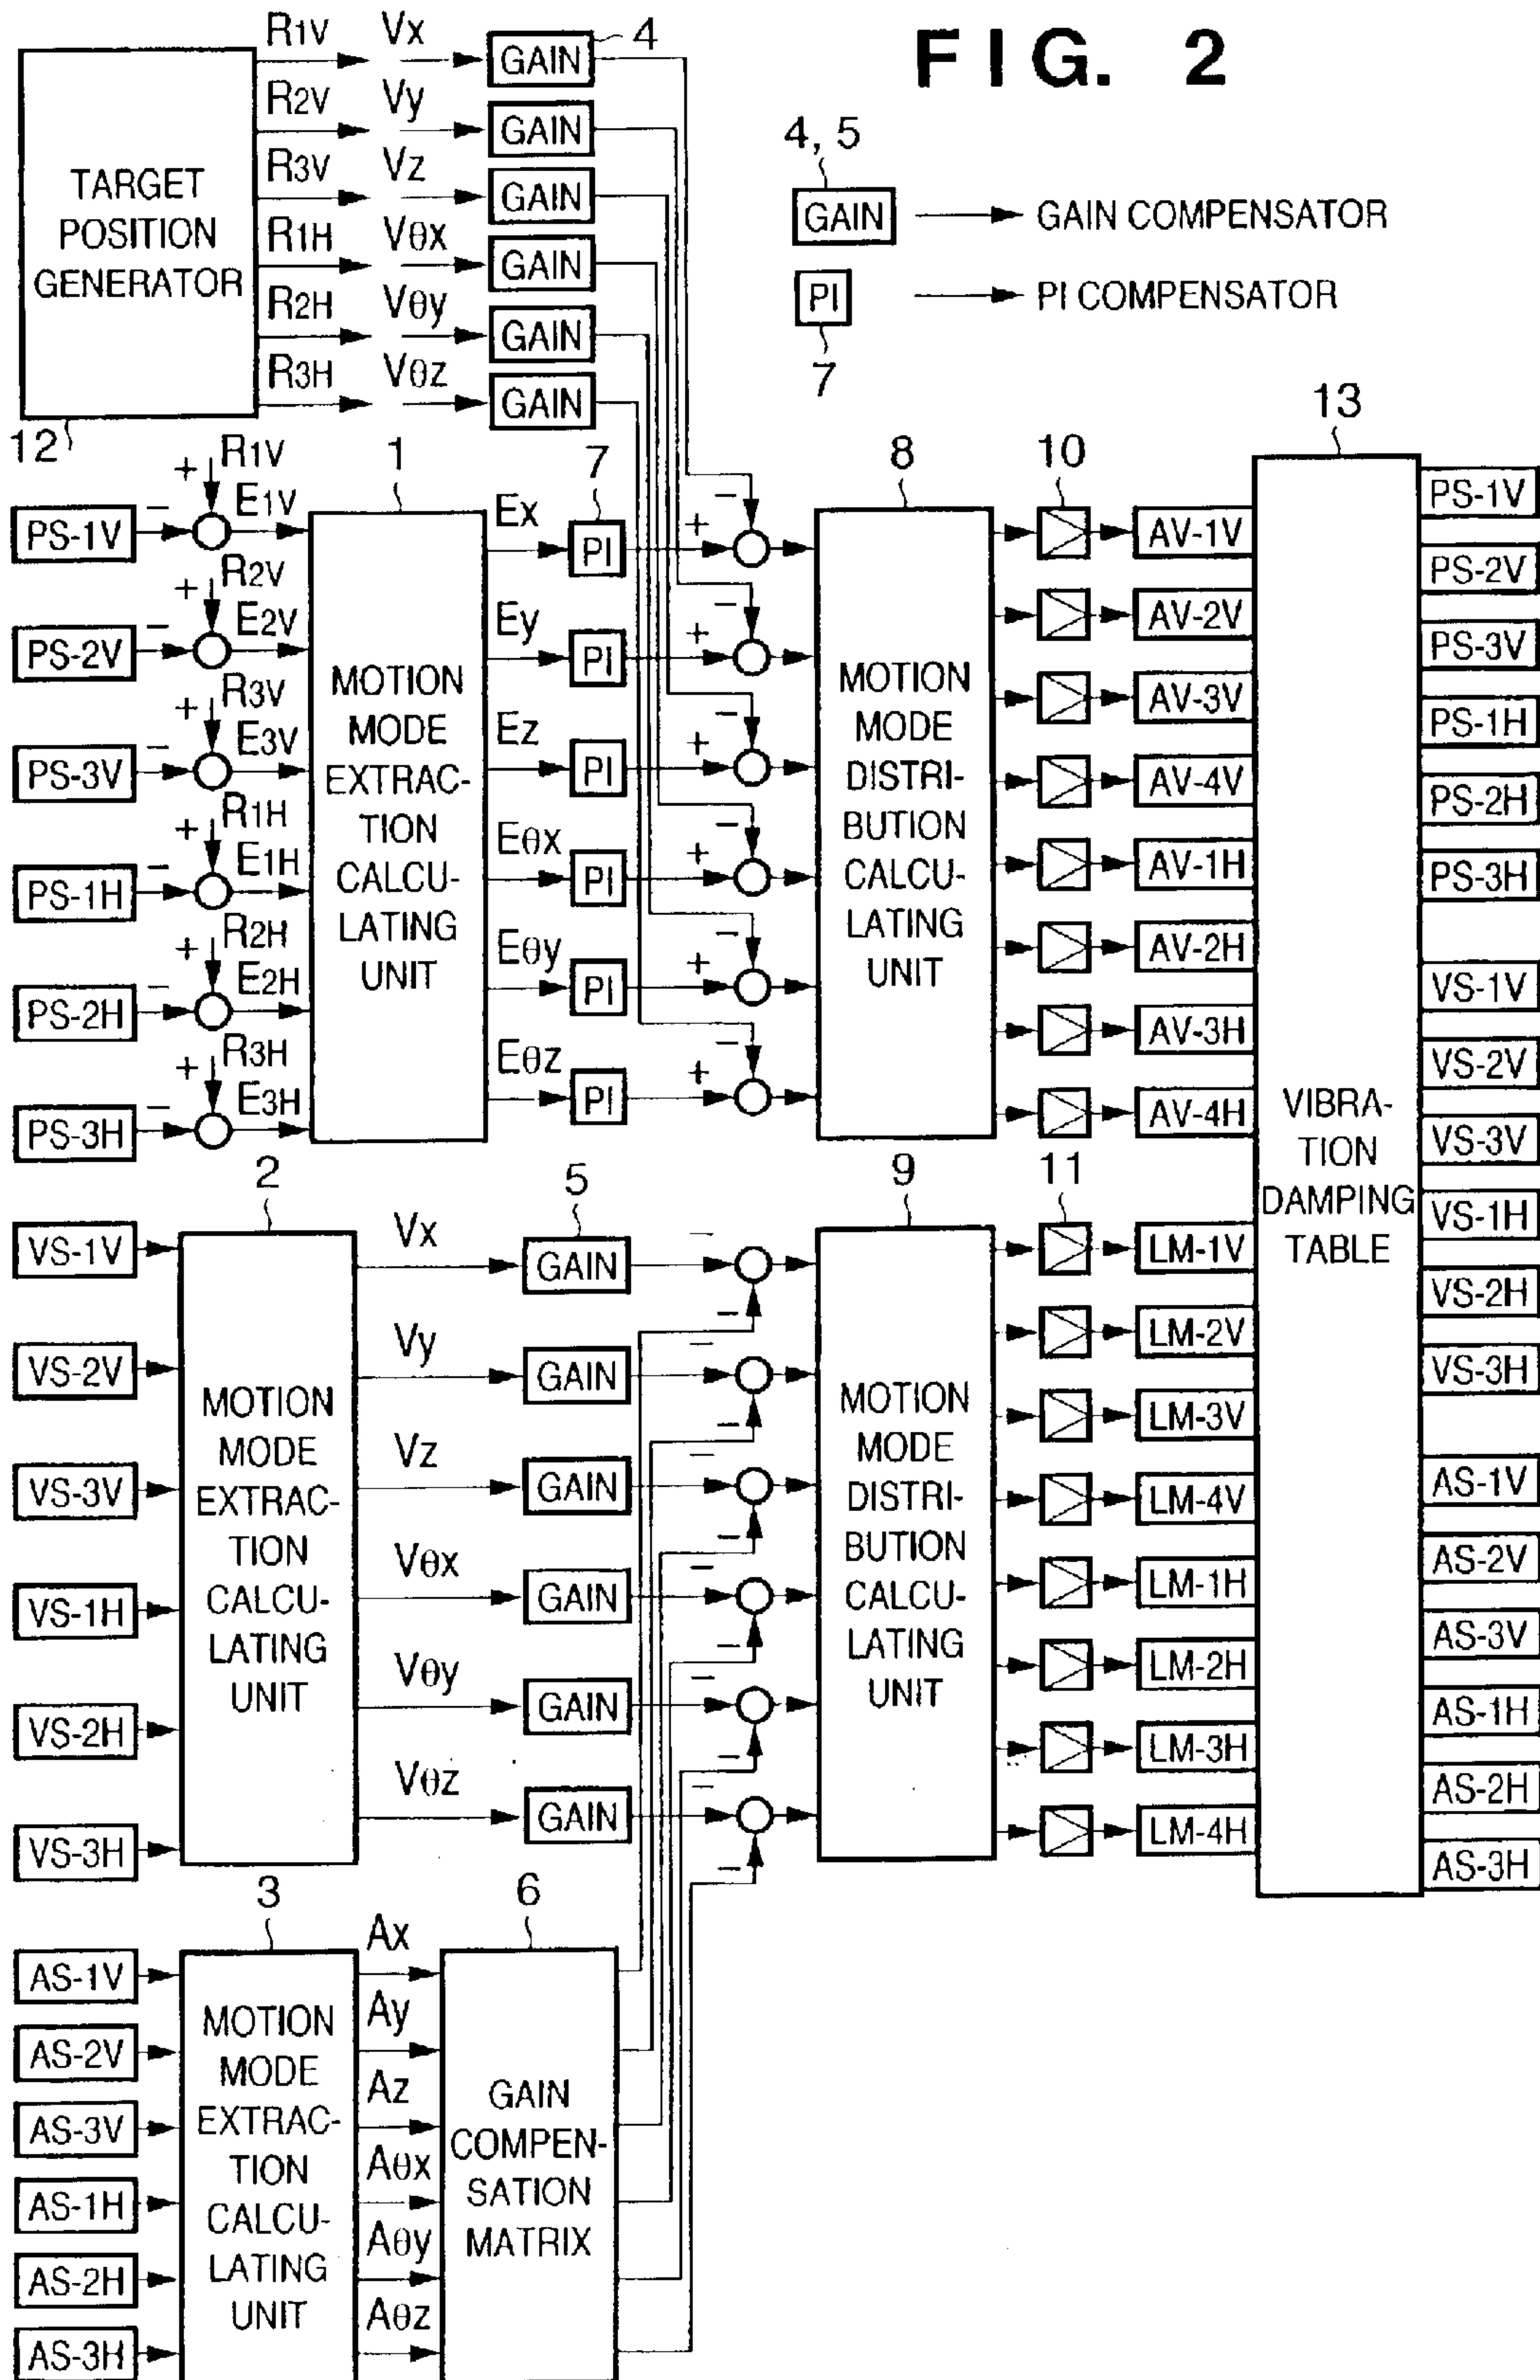 FIG. 2
R1V Vx GAIN 4
R2V Vy GAIN
R3V Vz GAIN
R1H Vθx GAIN
R2H Vθy GAIN
R3H Vθz GAIN
TARGET
POSITION
GENERATOR
12
4, 5
GAIN GAIN COMPENSATOR
PI PI COMPENSATOR
7
PS-1V − + R1V E1V
PS-2V − + R2V E2V
PS-3V − + R3V E3V
PS-1H − + R1H E1H
PS-2H − + R2H E2H
PS-3H − + R3H E3H
1
MOTION
MODE
EXTRAC-
TION
CALCU-
LATING
UNIT
7
Ex PI + −
Ey PI + −
Ez PI + −
Eθx PI + −
Eθy PI + −
Eθz PI + −
8
MOTION
MODE
DISTRI-
BUTION
CALCU-
LATING
UNIT
10
AV-1V
AV-2V
AV-3V
AV-4V
AV-1H
AV-2H
AV-3H
AV-4H
13
VIBRA-
TION
DAMPING
TABLE
PS-1V
PS-2V
PS-3V
PS-1H
PS-2H
PS-3H
VS-1V
VS-2V
VS-3V
VS-1H
VS-2H
VS-3H
AS-1V
AS-2V
AS-3V
AS-1H
AS-2H
AS-3H
VS-1V
VS-2V
VS-3V
VS-1H
VS-2H
VS-3H
2
MOTION
MODE
EXTRAC-
TION
CALCU-
LATING
UNIT
5
Vx GAIN − −
Vy GAIN − −
Vz GAIN − −
Vθx GAIN − −
Vθy GAIN − −
Vθz GAIN − −
9
MOTION
MODE
DISTRI-
BUTION
CALCU-
LATING
UNIT
11
LM-1V
LM-2V
LM-3V
LM-4V
LM-1H
LM-2H
LM-3H
LM-4H
AS-1V
AS-2V
AS-3V
AS-1H
AS-2H
AS-3H
3
MOTION
MODE
EXTRAC-
TION
CALCU-
LATING
UNIT
Ax
Ay
Az
Aθx
Aθy
Aθz
6
GAIN
COMPEN-
SATION
MATRIX